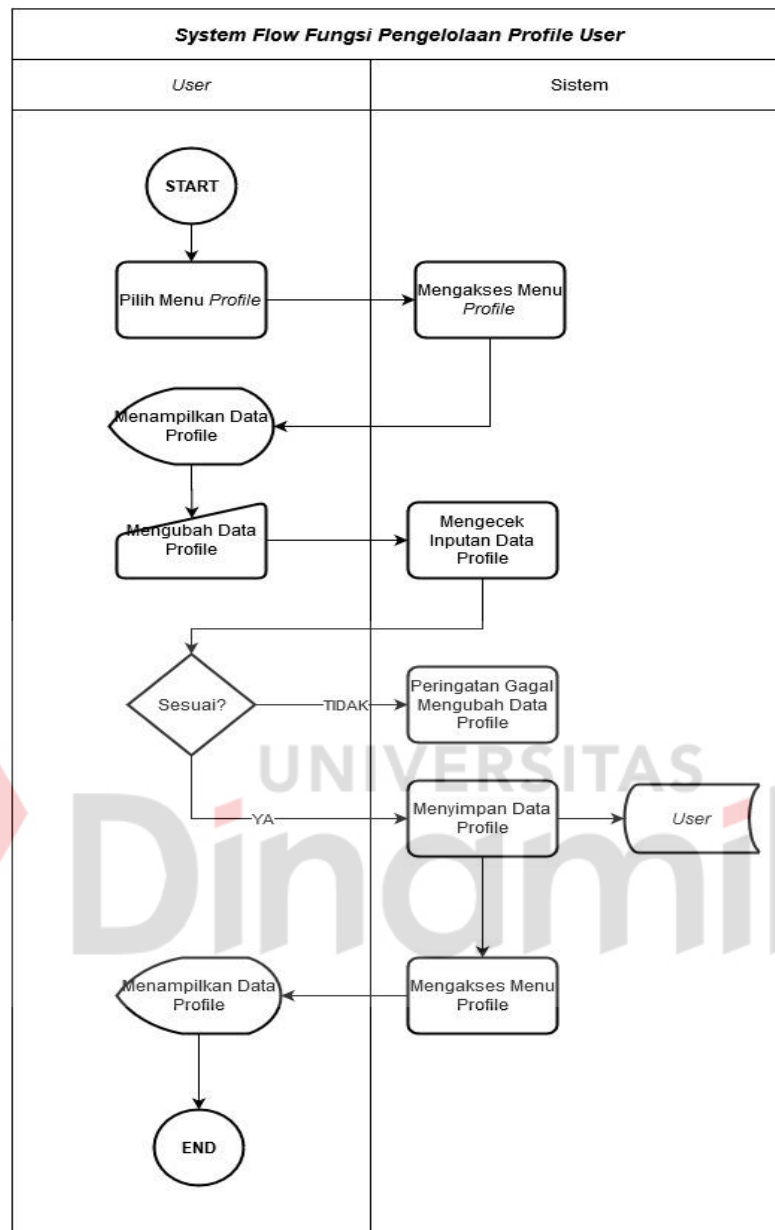 System Flow Fungsi Pengelolaan Profile User
User
Sistem
START
Pilih Menu Profile
Mengakses Menu
Profile
Menampilkan Data
Profile
Mengubah Data
Profile
Mengecek
Inputan Data
Profile
Sesuai?
TIDAK
Peringatan Gagal
Mengubah Data
Profile
UNIVERSITAS
Dinami
YA
Menyimpan Data
Profile
User
Menampilkan Data
Profile
Mengakses Menu
Profile
END